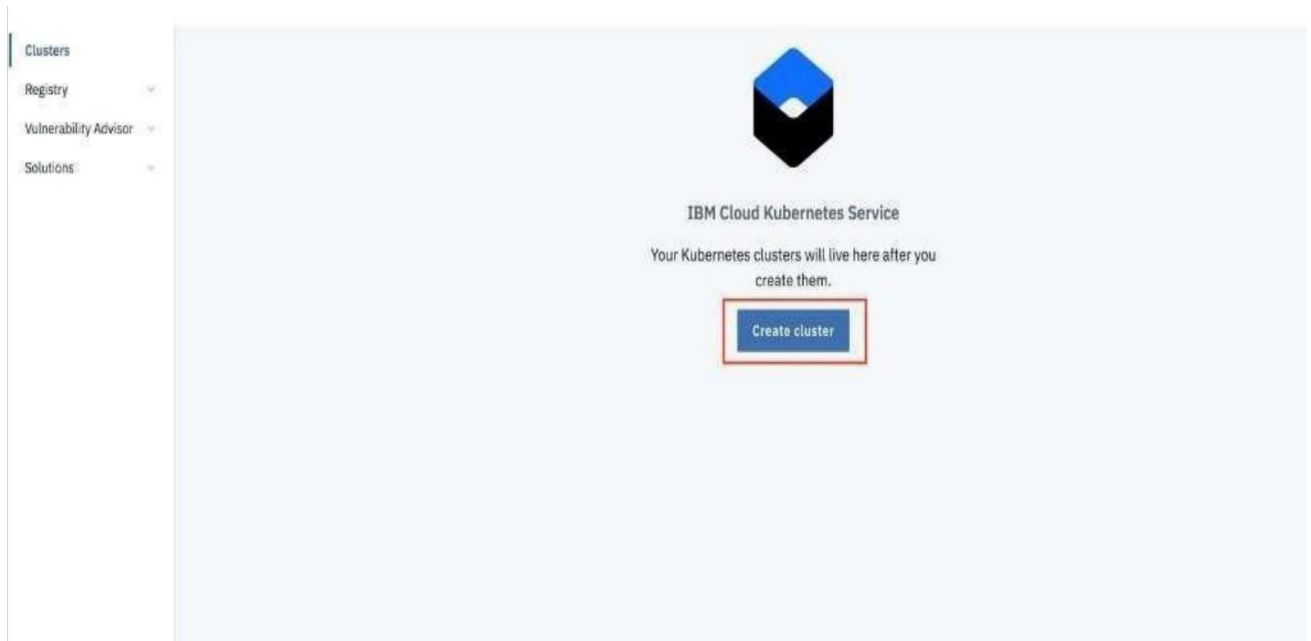 Clusters
Registry
Vulnerability Advisor
Solutions
IBM Cloud Kubernetes Service
Your Kubernetes clusters will live here after you
create them.
Create cluster